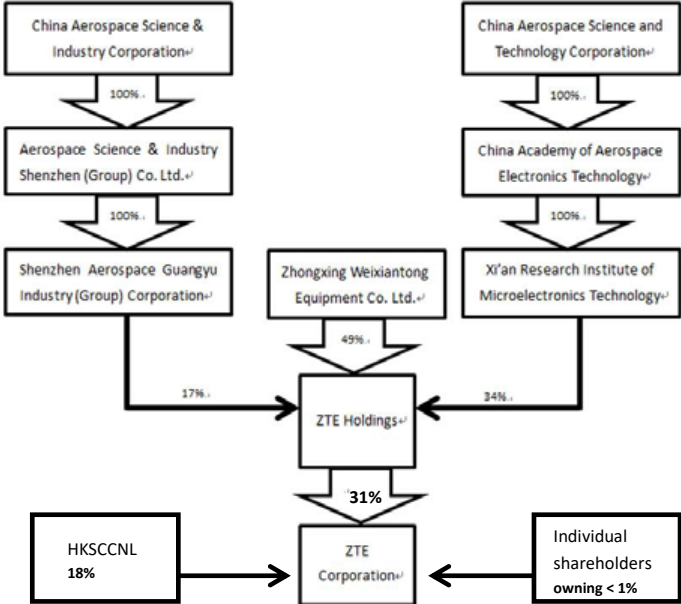 China Aerospace Science &
Industry Corporation↵
China Aerospace Science and
Technology Corporation↵
100%
100%
Aerospace Science & Industry
Shenzhen (Group) Co. Ltd.↵
China Academy of Aerospace
Electronics Technology↵
100%
100%
Shenzhen Aerospace Guangyu
Industry (Group) Corporation↵
Zhongxing Weixiantong
Equipment Co. Ltd.↵
Xi'an Research Institute of
Microelectronics Technology↵
49%
17%
34%
ZTE Holdings↵
31%
HKSCCNL
18%
ZTE
Corporation↵
Individual
shareholders
owning < 1%